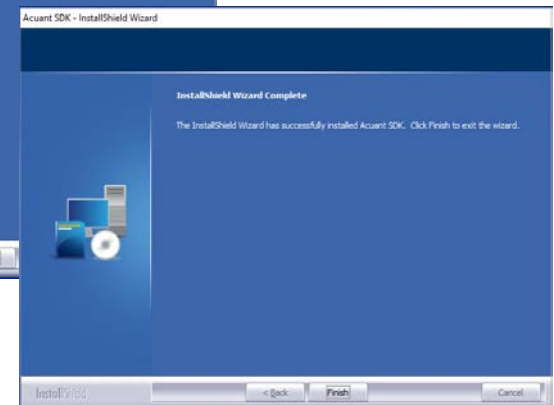 Acuant SDK - InstallShield Wizard
InstallShield Wizard Complete
The InstallShield Wizard has successfully installed Acuant SDK. Click Finish to exit the wizard.
InstallShield
< Back
Finish
Cancel